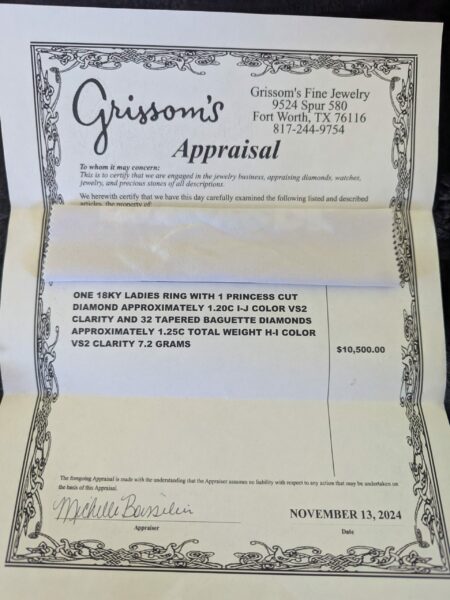 Grissom's
Grissom's Fine Jewelry
9524 Spur 580
Fort Worth, TX 76116
817-244-9754
Appraisal
To whom it may concern:
This is to certify that we are engaged in the jewelry business, appraising diamonds, watches,
jewelry, and precious stones of all descriptions.
We herewith certify that we have this day carefully examined the following listed and described
articles, the property of
ONE 18KY LADIES RING WITH 1 PRINCESS CUT
DIAMOND APPROXIMATELY 1.20C I-J COLOR VS2
CLARITY AND 32 TAPERED BAGUETTE DIAMONDS
APPROXIMATELY 1.25C TOTAL WEIGHT H-I COLOR
VS2 CLARITY 7.2 GRAMS
$10,500.00
The foregoing Appraisal is made with the understanding that the Appraiser assumes no liability with respect to any action that may be undertaken on
the basis of this Appraisal.
Michelle
Appraiser
NOVEMBER 13, 2024
Date